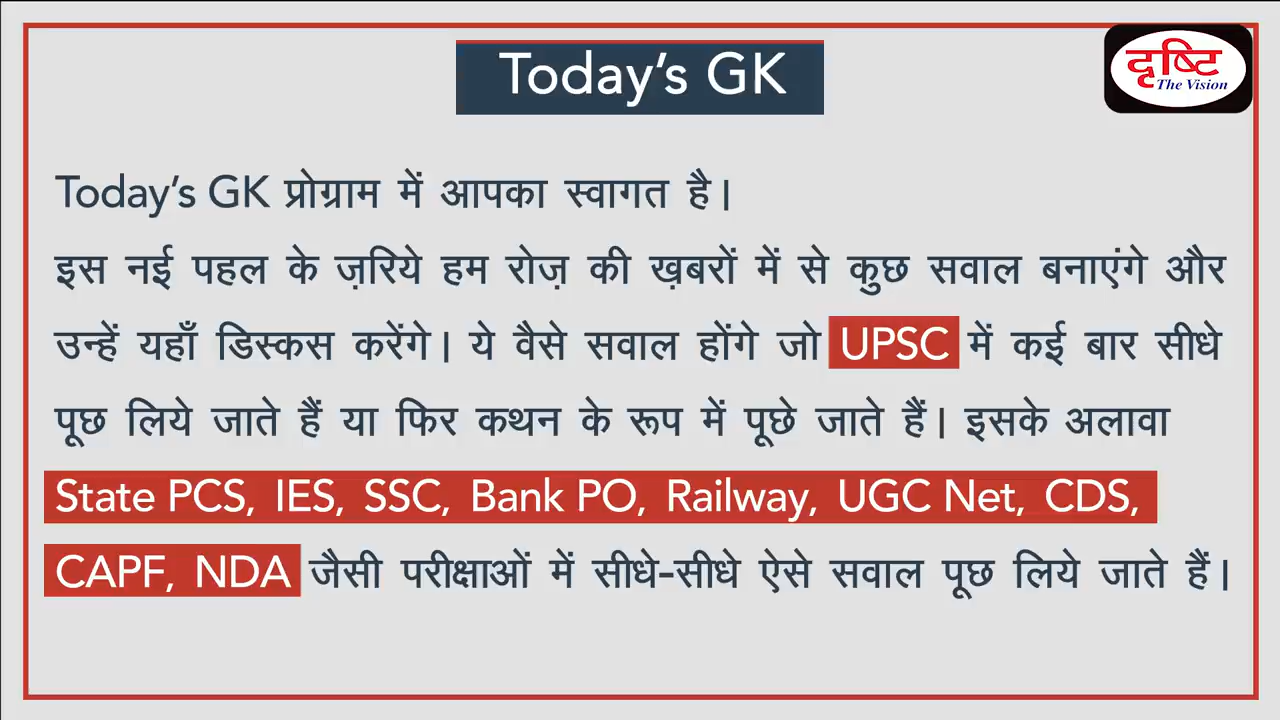 Today's GK
दृष्टि
The Vision
Today's GK प्रोग्राम में आपका स्वागत है।
इस नई पहल के ज़रिये हम रोज़ की ख़बरों में से कुछ सवाल बनाएंगे और
उन्हें यहाँ डिस्कस करेंगे। ये वैसे सवाल होंगे जो UPSC में कई बार सीधे
पूछ लिये जाते हैं या फिर कथन के रूप में पूछे जाते हैं। इसके अलावा
State PCS, IES, SSC, Bank PO, Railway, UGC Net, CDS,
CAPF, NDA जैसी परीक्षाओं में सीधे-सीधे ऐसे सवाल पूछ लिये जाते हैं।